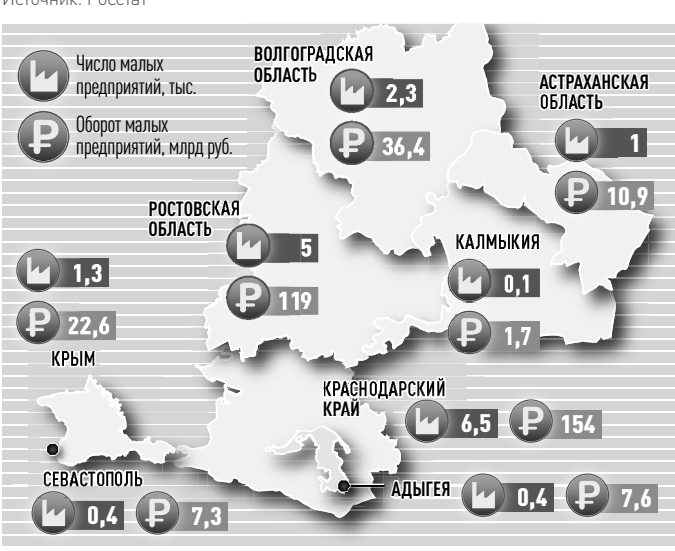 Источник: Росстат
Число малых
предприятий, тыс.
Оборот малых
предприятий, млрд руб.
ВОЛГОГРАДСКАЯ
ОБЛАСТЬ
2,3
36,4
АСТРАХАНСКАЯ
ОБЛАСТЬ
1
10,9
РОСТОВСКАЯ
ОБЛАСТЬ
5
119
КАЛМЫКИЯ
0,1
1,7
1,3
22,6
КРЫМ
КРАСНОДАРСКИЙ
КРАЙ
6,5
154
СЕВАСТОПОЛЬ
0,4
7,3
АДЫГЕЯ
0,4
7,6